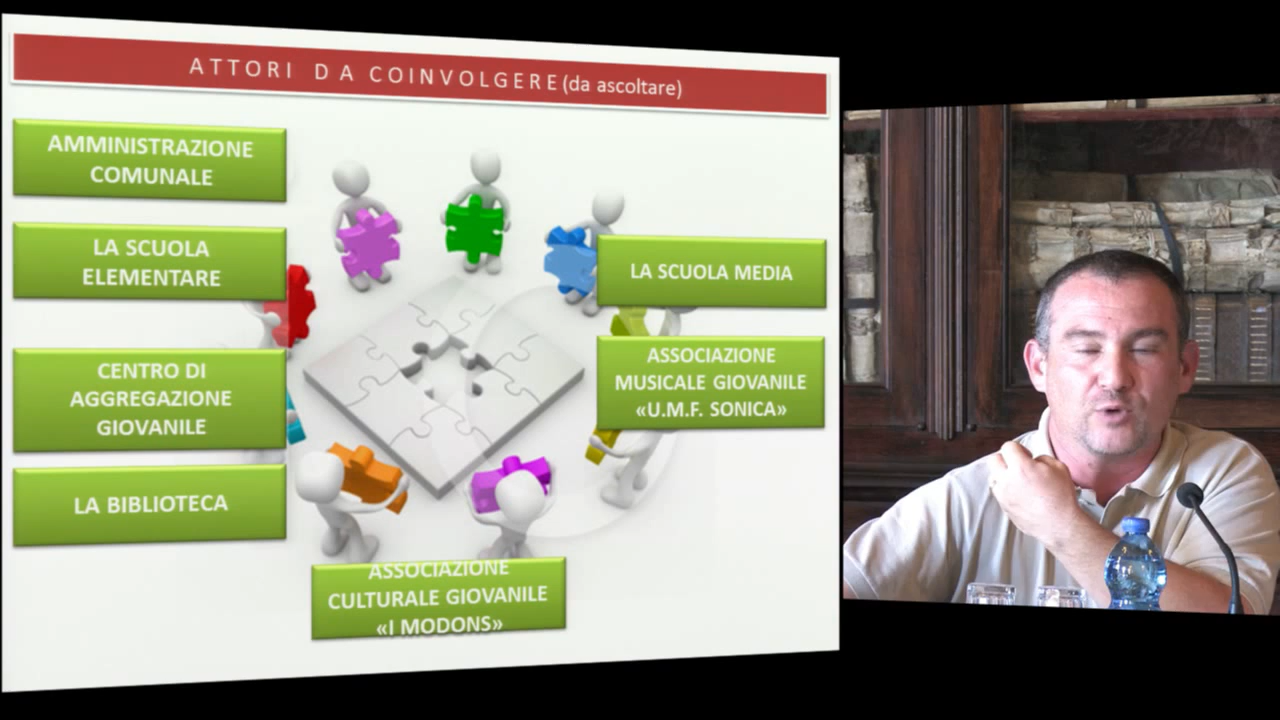 ATTORI DA COINVOLGERE (da ascoltare)
AMMINISTRAZIONE
COMUNALE
LA SCUOLA
ELEMENTARE
CENTRO DI
AGGREGAZIONE
GIOVANILE
LA BIBLIOTECA
LA SCUOLA MEDIA
ASSOCIAZIONE
MUSICALE GIOVANILE
«U.M.F. SONICA»
ASSOCIAZIONE
CULTURALE GIOVANILE
«I MODONS»